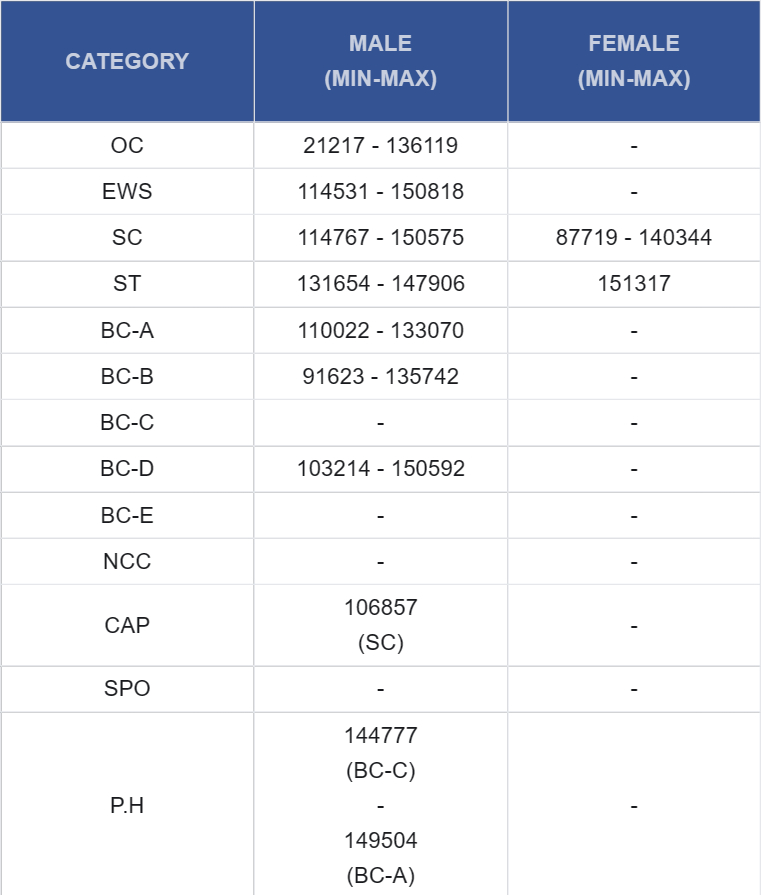 CATEGORY MALE (MIN-MAX) FEMALE (MIN-MAX)
OC 21217 - 136119 -
EWS 114531 - 150818 -
SC 114767 - 150575 87719 - 140344
ST 131654 - 147906 151317
BC-A 110022 - 133070 -
BC-B 91623 - 135742 -
BC-C - -
BC-D 103214 - 150592 -
BC-E - -
NCC - -
CAP 106857 (SC) -
SPO - -
P.H 144777 (BC-C) - 149504 (BC-A) -